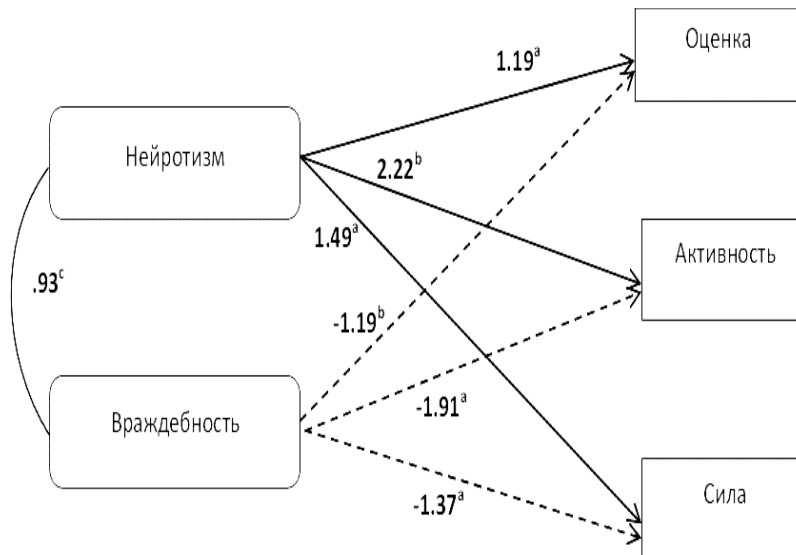 Оценка
1.19ᵃ
Нейротизм
2.22ᵇ
1.49ᵃ
Активность
.93ᶜ
-1.19ᵇ
Враждебность
-1.91ᵃ
-1.37ᵃ
Сила